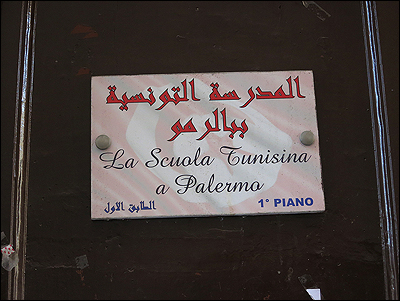 المدرسة التونسية
ببالرمو
La Scuola Tunisina
a Palermo
الطابق الأول
1° PIANO